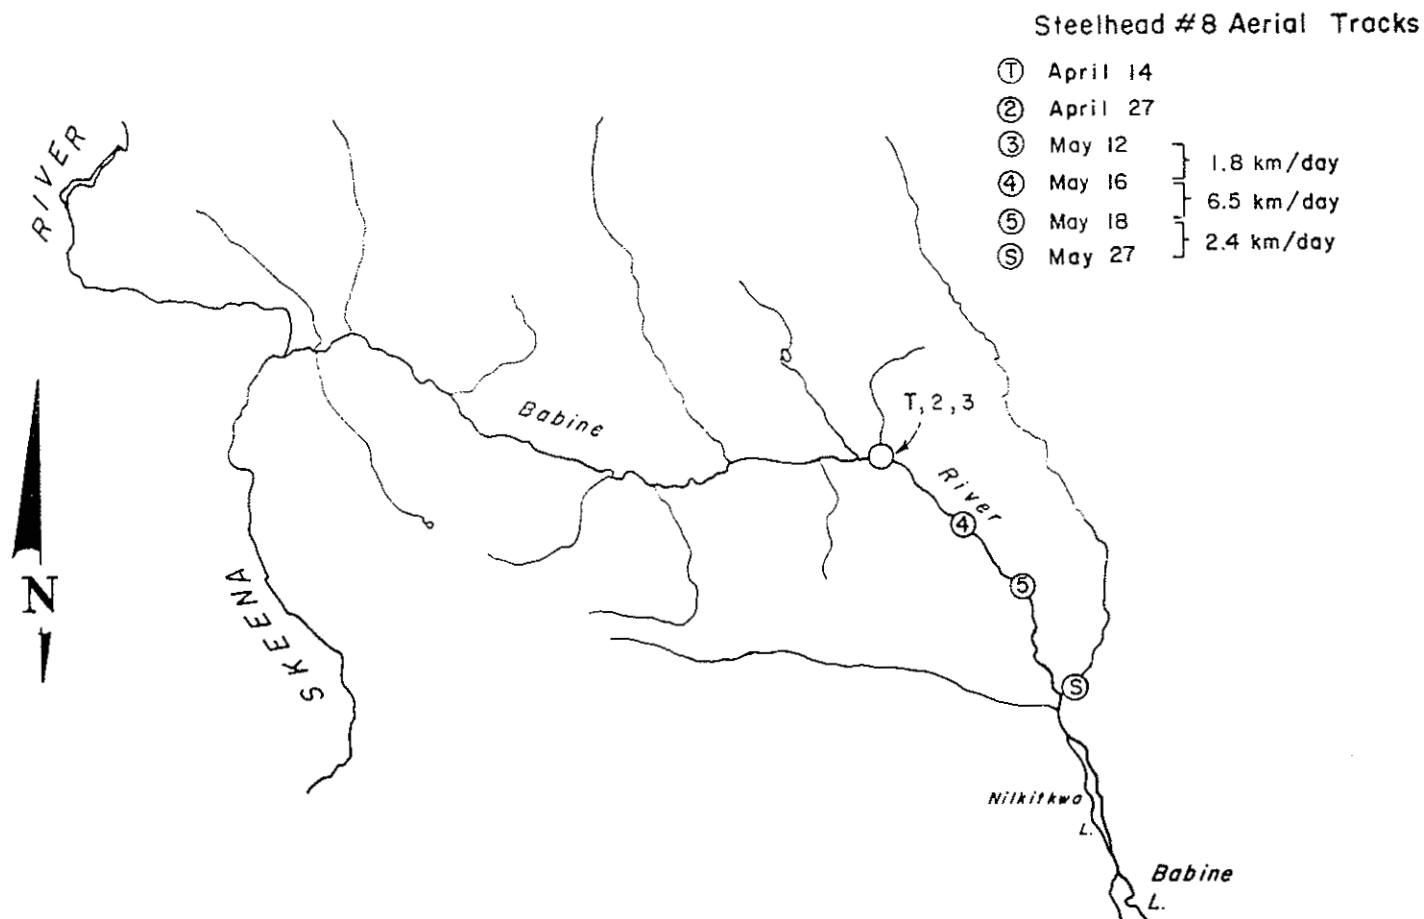 Steelhead #8 Aerial Tracks
T April 14
2 April 27
3 May 12
1.8 km/day
4 May 16
6.5 km/day
5 May 18
2.4 km/day
S May 27
RIVER
T, 2, 3
Babine
River
4
5
N
SKEENA
S
Nilkitkwa
L.
Babine
L.